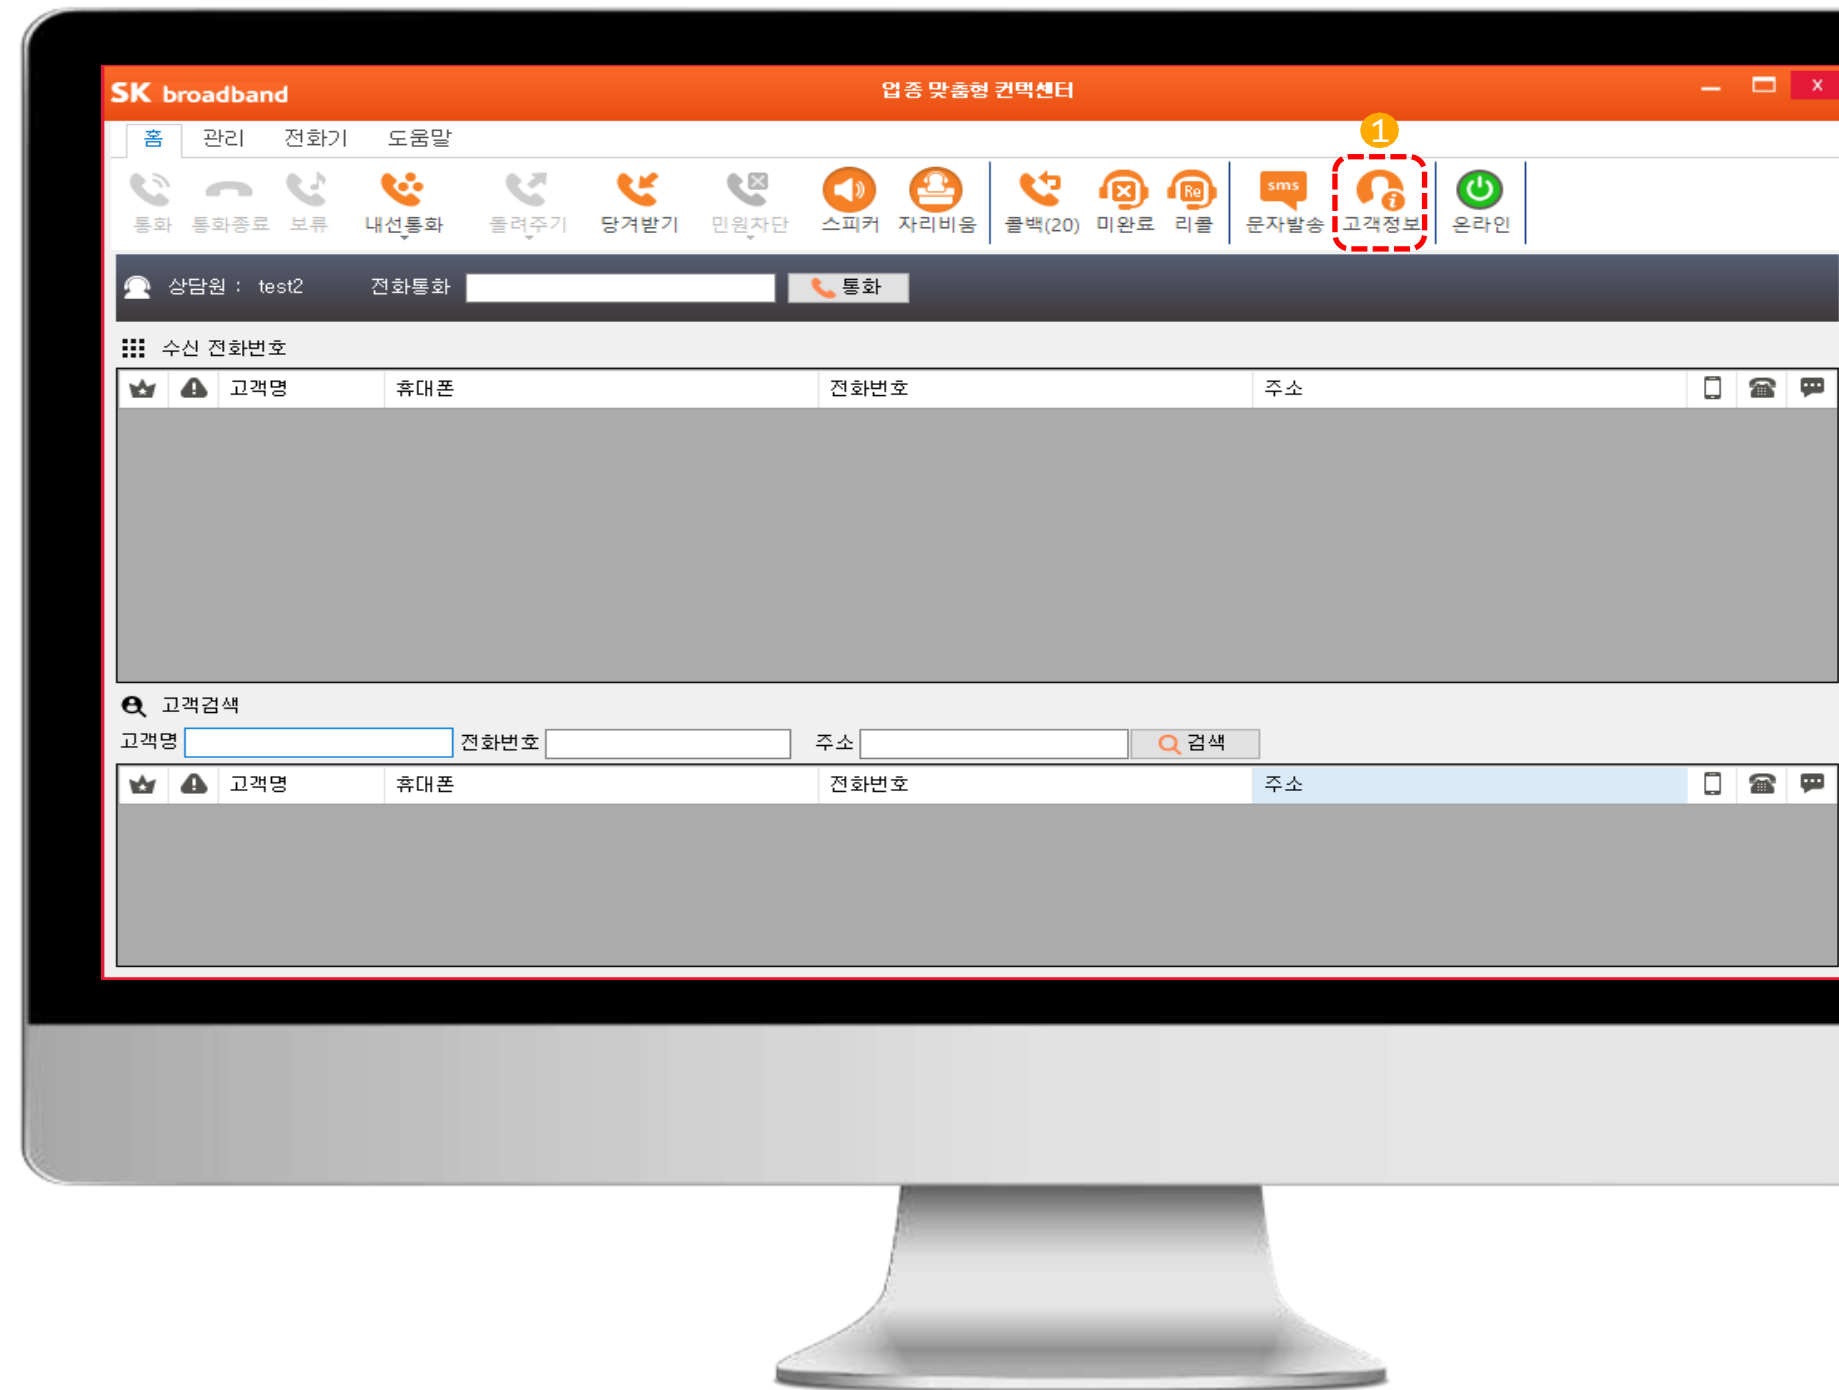 SK broadband
업종 맞춤형 컨택센터
X
홈 관리 전화기 도움말
1
sms
Re
i
통화 통화종료 보류 내선통화 돌려주기 당겨받기 민원차단 스피커 자리비움 콜백(20) 미완료 리콜 문자발송 고객정보 온라인
상담원 : test2 전화통화 통화
수신 전화번호
고객명 휴대폰 전화번호 주소
고객검색
고객명 전화번호 주소 검색
고객명 휴대폰 전화번호 주소